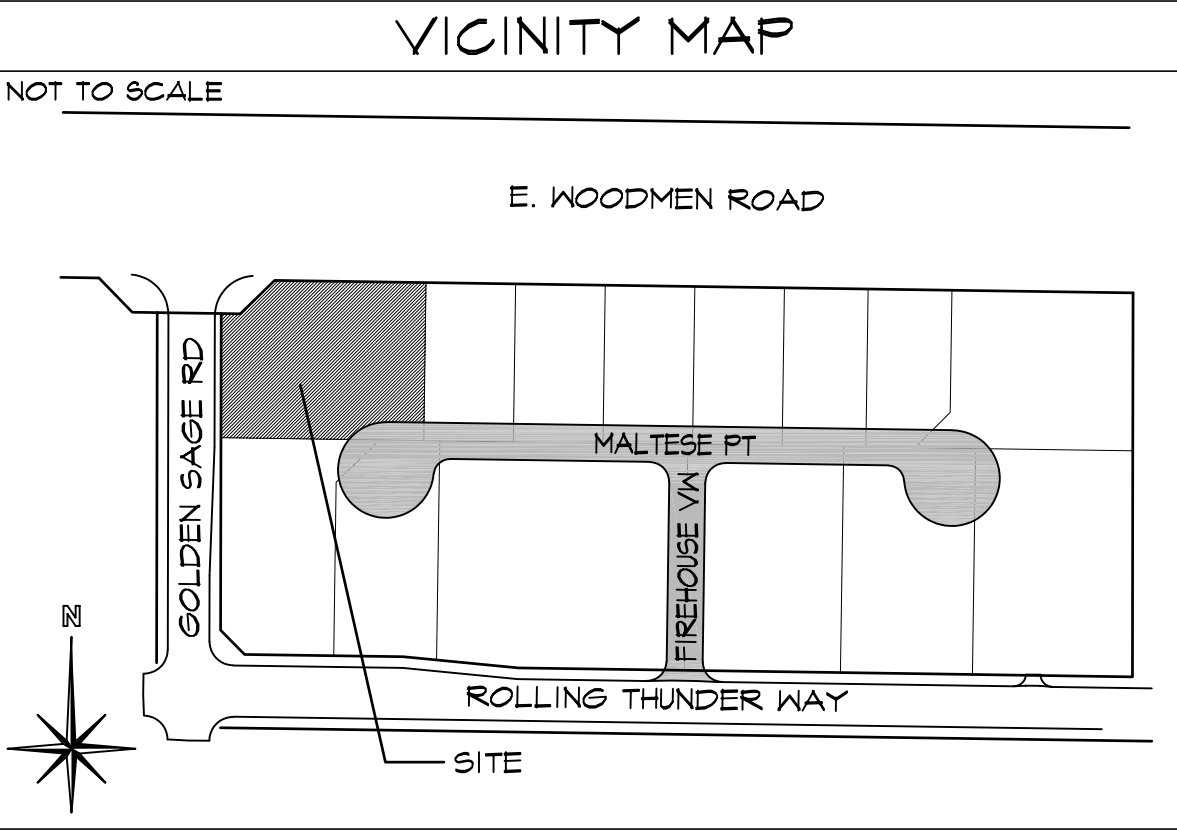 VICINITY MAP
NOT TO SCALE
E. WOODMEN ROAD
GOLDEN SAGE RD
MALTESE PT
FIREHOUSE VW
N
ROLLING THUNDER WAY
SITE